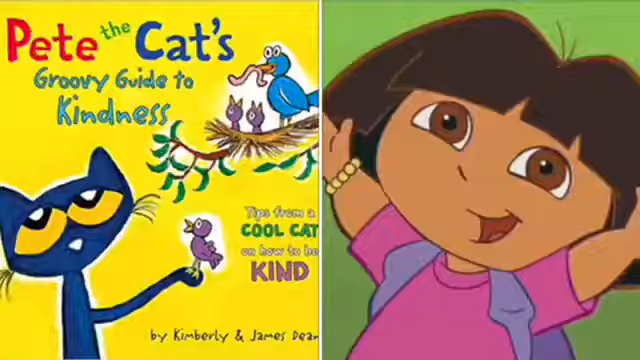 Pete the Cat's
Groovy Guide to
Kindness
Tips from a
COOL CAT
on how to be
KIND
by Kimberly & James Dean